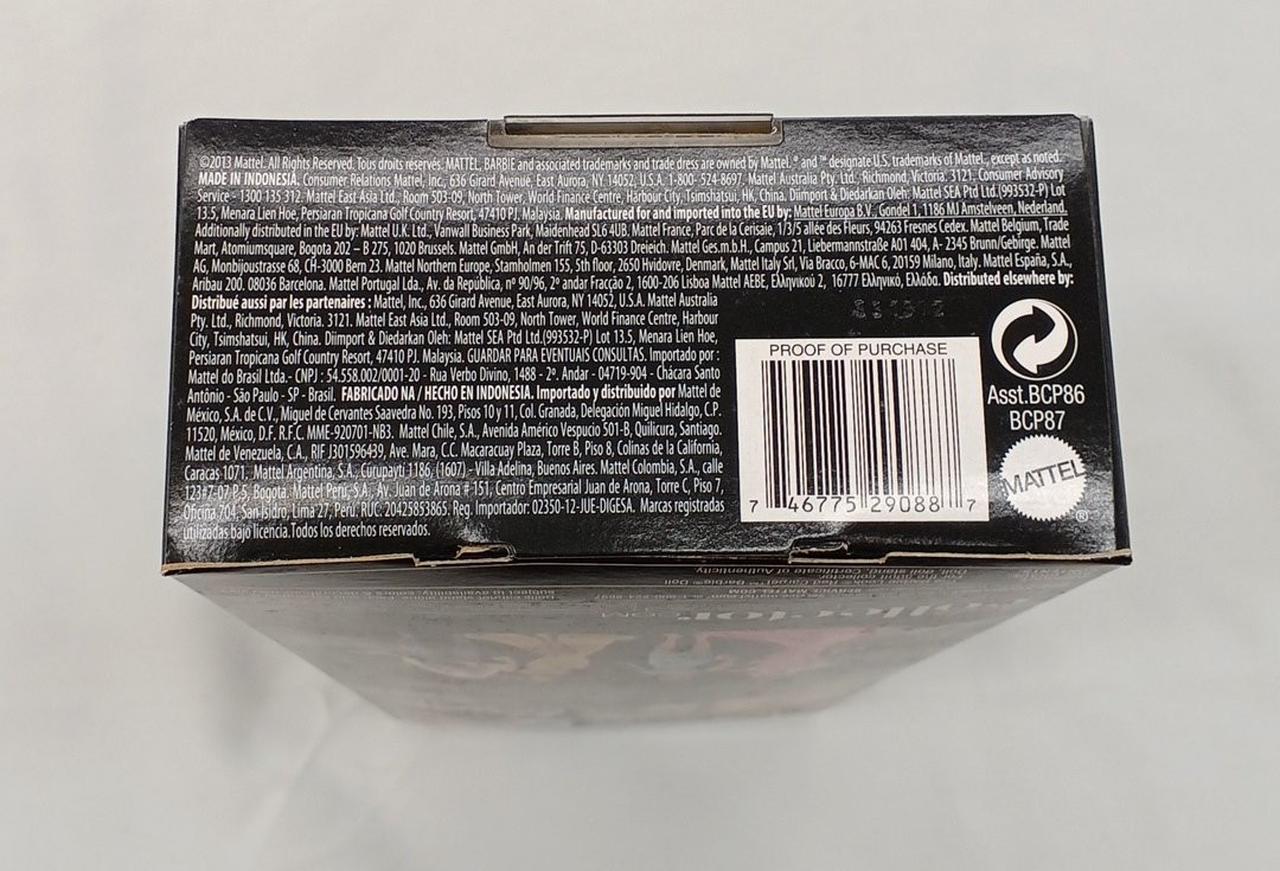 ©2013 Mattel. All Rights Reserved. Tous droits réservés. MATTEL, BARBIE and associated trademarks and trade dress are owned by Mattel. ® and ™ designate U.S. trademarks of Mattel., except as noted.
MADE IN INDONESIA. Consumer Relations Mattel, Inc., 636 Girard Avenue, East Aurora, NY 14052, U.S.A. 1-800- 524-8697. Mattel Australia Pty. Ltd., Richmond, Victoria. 3121. Consumer Advisory
Service - 1300 135 312. Mattel East Asia Ltd., Room 503-09, North Tower, World Finance Centre, Harbour City, Tsimshatsui, HK, China. Diimport & Diedarkan Oleh: Mattel SEA Ptd Ltd.(993532-P) Lot
13.5, Menara Lien Hoe, Persiaran Tropicana Golf Country Resort, 47410 PJ. Malaysia. Manufactured for and imported into the EU by: Mattel Europa B.V., Gondel 1, 1186 MJ Amstelveen, Nederland.
Additionally distributed in the EU by: Mattel U.K. Ltd., Vanwall Business Park, Maidenhead SL6 4UB. Mattel France, Parc de la Cerisaie, 1/3/5 allée des Fleurs, 94263 Fresnes Cedex. Mattel Belgium, Trade
Mart, Atomiumsquare, Bogota 202 – B 275, 1020 Brussels. Mattel GmbH, An der Trift 75, D-63303 Dreieich. Mattel Ges.m.b.H., Campus 21, Liebermannstraße A01 404, A- 2345 Brunn/Gebirge. Mattel
AG, Monbijoustrasse 68, CH-3000 Bern 23. Mattel Northern Europe, Stamholmen 155, 5th floor, 2650 Hvidovre, Denmark, Mattel Italy Srl, Via Bracco, 6-MAC 6, 20159 Milano, Italy. Mattel España, S.A.,
Aribau 200. 08036 Barcelona. Mattel Portugal Lda., Av. da República, nº 90/96, 2º andar Fracção 2, 1600-206 Lisboa Mattel AEBE, Ελληνικού 2, 16777 Ελληνικό, Ελλάδα. Distributed elsewhere by:
Distribué aussi par les partenaires : Mattel, Inc., 636 Girard Avenue, East Aurora, NY 14052, U.S.A. Mattel Australia
Pty. Ltd., Richmond, Victoria. 3121. Mattel East Asia Ltd., Room 503-09, North Tower, World Finance Centre, Harbour
City, Tsimshatsui, HK, China. Diimport & Diedarkan Oleh: Mattel SEA Ptd Ltd.(993532-P) Lot 13.5, Menara Lien Hoe,
Persiaran Tropicana Golf Country Resort, 47410 PJ. Malaysia. GUARDAR PARA EVENTUAIS CONSULTAS. Importado por :
Mattel do Brasil Ltda.- CNPJ : 54.558.002/0001-20 - Rua Verbo Divino, 1488 - 2º. Andar - 04719-904 - Chácara Santo
Antônio - São Paulo - SP - Brasil. FABRICADO NA / HECHO EN INDONESIA. Importado y distribuido por Mattel de
México, S.A. de C.V., Miguel de Cervantes Saavedra No. 193, Pisos 10 y 11, Col. Granada, Delegación Miguel Hidalgo, C.P.
11520, México, D.F. R.F.C. MME-920701-NB3. Mattel Chile, S.A., Avenida Américo Vespucio 501-B, Quilicura, Santiago.
Mattel de Venezuela, C.A., RIF J301596439, Ave. Mara, C.C. Macaracuay Plaza, Torre B, Piso 8, Colinas de la California,
Caracas 1071. Mattel Argentina, S.A., Curupayti 1186, (1607) - Villa Adelina, Buenos Aires. Mattel Colombia, S.A., calle
123#7-07 P.5, Bogotá. Mattel Perú, S.A., Av. Juan de Arona # 151, Centro Empresarial Juan de Arona, Torre C, Piso 7,
Oficina 704, San Isidro, Lima 27, Perú. RUC. 20425853865. Reg. Importador: 02350-12-JUE-DIGESA. Marcas registradas
utilizadas bajo licencia.Todos los derechos reservados.
PROOF OF PURCHASE
7 46775 29088 7
Asst.BCP86
BCP87
MATTEL®
Certificate of Authenticity.
Red Carpet™ Barbie® Doll
SERVICE.MATTEL.COM